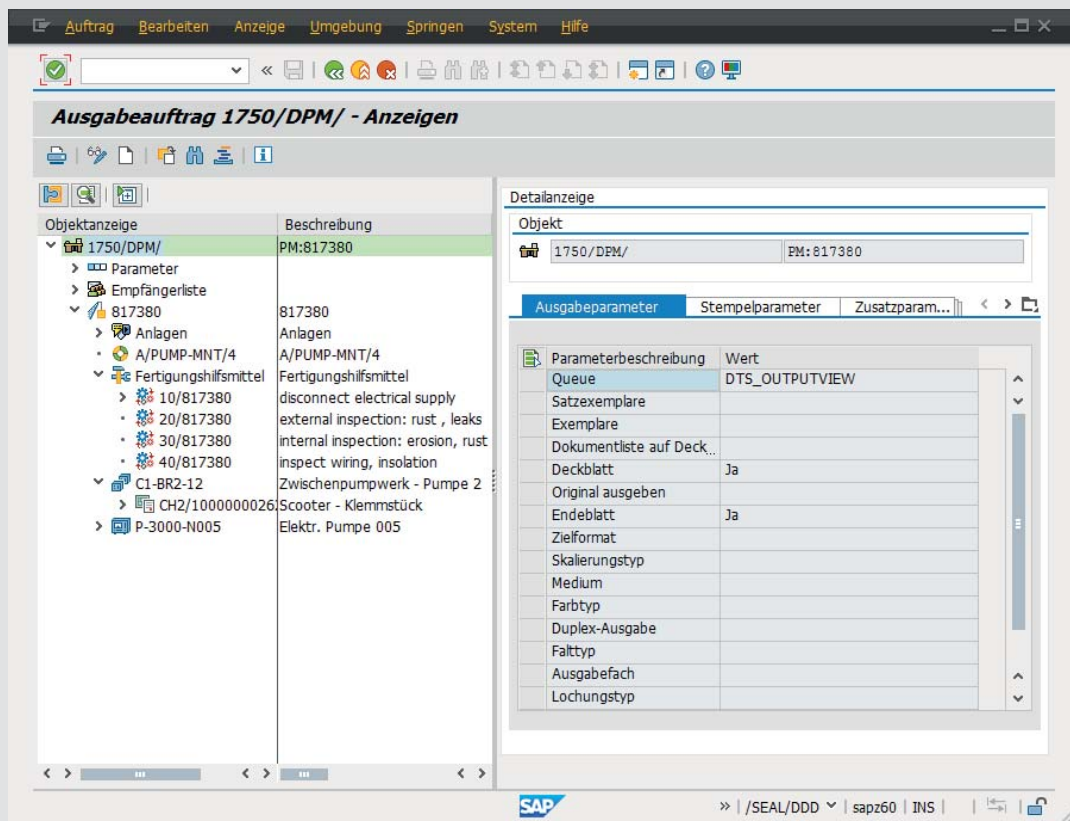 Auftrag Bearbeiten Anzeige Umgebung Springen System Hilfe
Ausgabeauftrag 1750/DPM/ - Anzeigen
Objektanzeige Beschreibung
1750/DPM/ PM:817380
Parameter
Empfängerliste
817380 817380
Anlagen Anlagen
A/PUMP-MNT/4 A/PUMP-MNT/4
Fertigungshilfsmittel Fertigungshilfsmittel
10/817380 disconnect electrical supply
20/817380 external inspection: rust , leaks
30/817380 internal inspection: erosion, rust
40/817380 inspect wiring, insolation
C1-BR2-12 Zwischenpumpwerk - Pumpe 2
CH2/1000000026 Scooter - Klemmstück
P-3000-N005 Elektr. Pumpe 005
Detailanzeige
Objekt
1750/DPM/ PM:817380
Ausgabeparameter Stempelparameter Zusatzparam...
Parameterbeschreibung Wert
Queue DTS_OUTPUTVIEW
Satzexemplare
Exemplare
Dokumentliste auf Deck..
Deckblatt Ja
Original ausgeben
Endeblatt Ja
Zielformat
Skalierungstyp
Medium
Farbtyp
Duplex-Ausgabe
Falttyp
Ausgabefach
Lochungstyp
SAP » /SEAL/DDD sapz60 INS